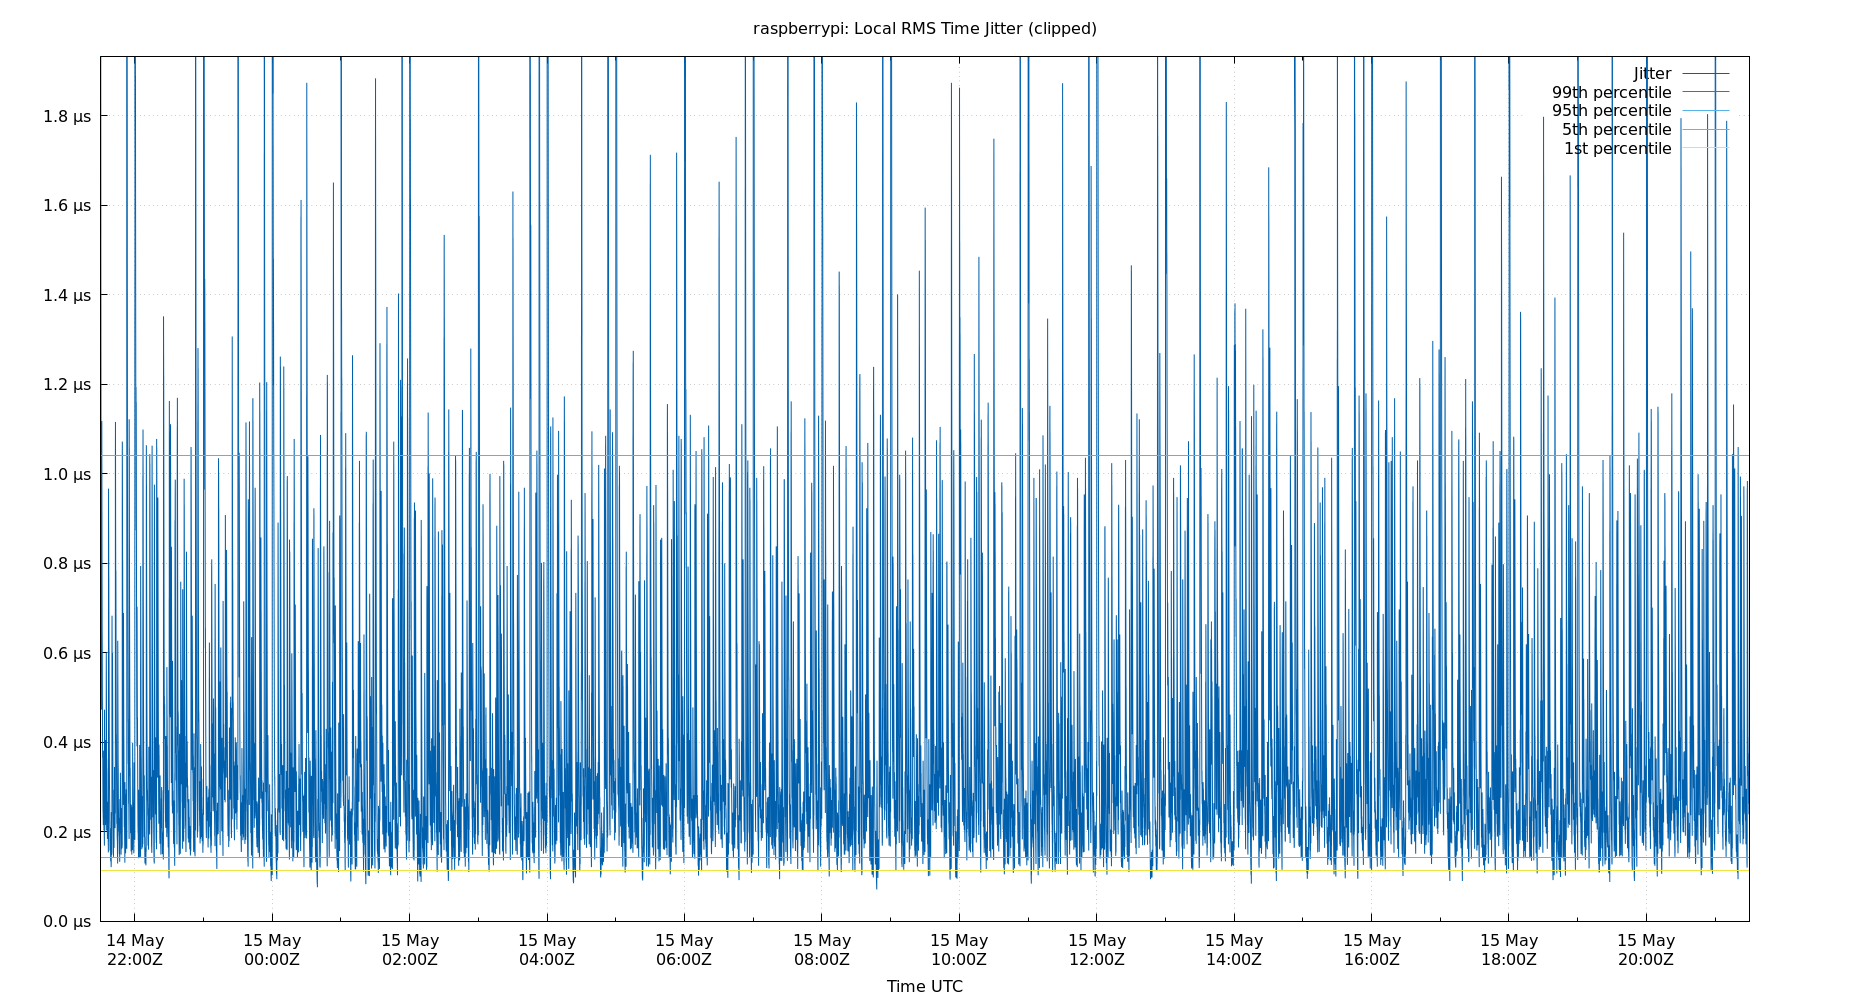 raspberrypi: Local RMS Time Jitter (clipped)
Jitter
99th percentile
95th percentile
5th percentile
1st percentile
1.8 µs
1.6 µs
1.4 µs
1.2 µs
1.0 µs
0.8 µs
0.6 µs
0.4 µs
0.2 µs
0.0 µs
14 May 15 May 15 May 15 May 15 May 15 May 15 May 15 May 15 May 15 May 15 May 15 May
22:00Z 00:00Z 02:00Z 04:00Z 06:00Z 08:00Z 10:00Z 12:00Z 14:00Z 16:00Z 18:00Z 20:00Z
Time UTC